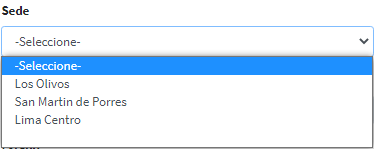 Sede
-Seleccione-
-Seleccione-
Los Olivos
San Martin de Porres
Lima Centro